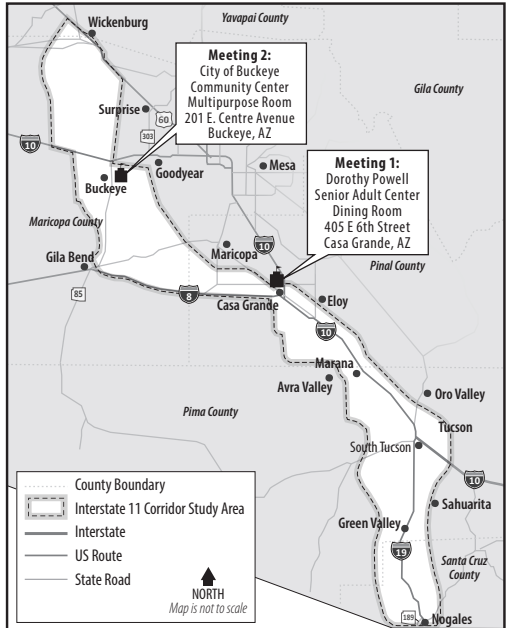 Wickenburg
Yavapai County
Meeting 2:
City of Buckeye
Community Center
Multipurpose Room
201 E. Centre Avenue
Buckeye, AZ
Gila County
Surprise
60
303
10
Goodyear
Mesa
Buckeye
Meeting 1:
Dorothy Powell
Senior Adult Center
Dining Room
405 E 6th Street
Casa Grande, AZ
Maricopa County
Maricopa
10
Gila Bend
Pinal County
85
8
Casa Grande
Eloy
10
Marana
Avra Valley
Oro Valley
Pima County
Tucson
South Tucson
10
Sahuarita
Green Valley
19
Santa Cruz
County
189
Nogales
County Boundary
Interstate 11 Corridor Study Area
Interstate
US Route
State Road
NORTH
Map is not to scale